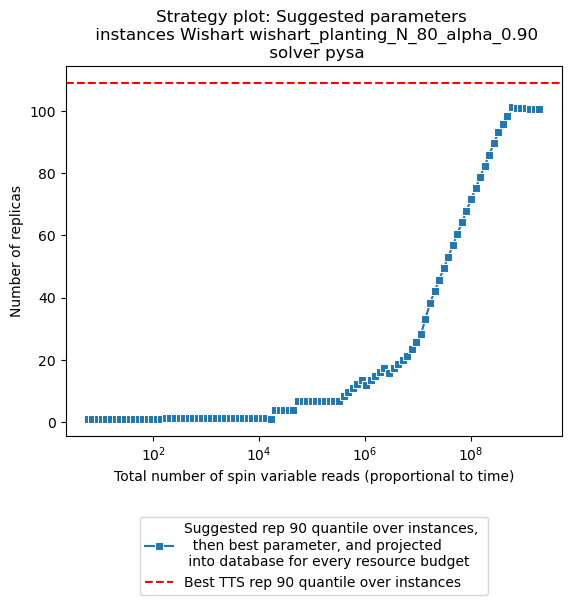 Strategy plot: Suggested parameters
instances Wishart wishart_planting_N_80_alpha_0.90
solver pysa
Number of replicas
100
80
60
40
20
0
10^2
10^4
10^6
10^8
Total number of spin variable reads (proportional to time)
Suggested rep 90 quantile over instances,
then best parameter, and projected
into database for every resource budget
Best TTS rep 90 quantile over instances